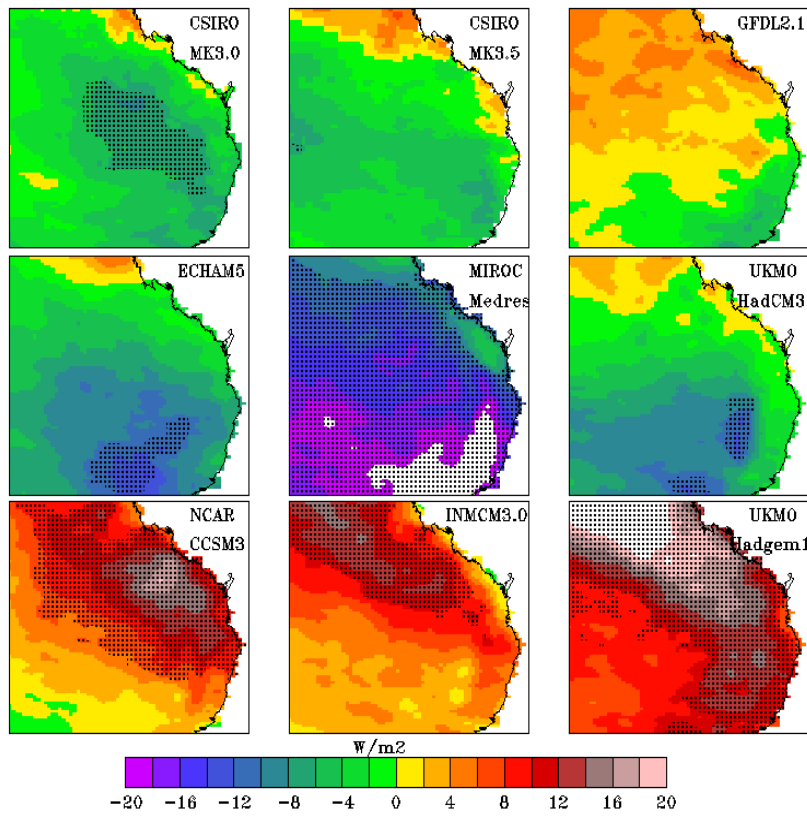 CSIRO
MK3.0
CSIRO
MK3.5
GFDL2.1
ECHAM5
MIROC
Medres
UKMO
HadCM3
NCAR
CCSM3
INMCM3.0
UKMO
Hadgem1
W/m2
-20 -16 -12 -8 -4 0 4 8 12 16 20